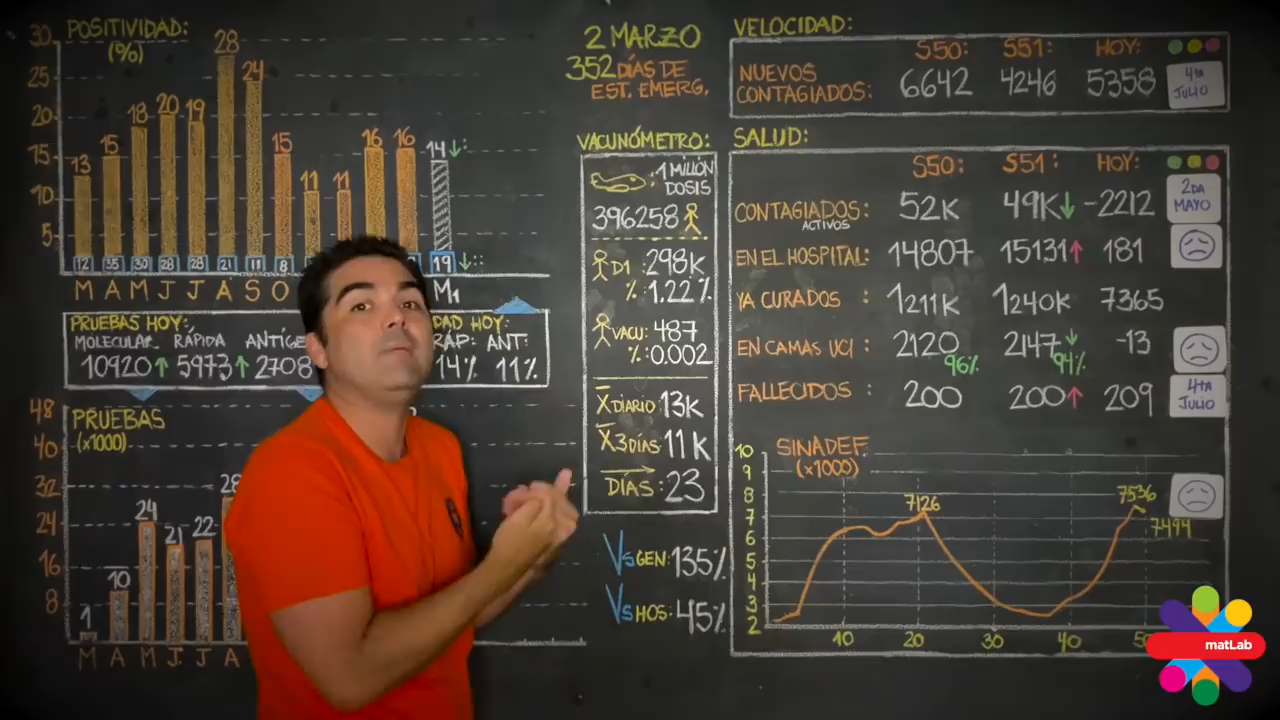 POSITIVIDAD:
(%)
30
25
20
15
10
5
13 15 18 20 19 28 24 15 11 11 16 16 14
12 35 30 28 28 21 11 8 19
M A M J J A S O M1
PRUEBAS HOY:
MOLECULAR RÁPIDA
10920 5973 2708
DAD HOY:
RÁP: ANT:
14% 11%
PRUEBAS
(x1000)
48
40
32
24
16
8
1 10 24 21 22 28
M A M J J A
2 MARZO
352 DÍAS DE
EST. EMERG.
VACUNÓMETRO:
: 1 MILLÓN
DOSIS
396258
D1 : 298K
% : 1.22%
VACU: 487
% : 0.002
X DIARIO: 13K
X 3 DÍAS: 11K
DÍAS: 23
Vs GEN: 135%
Vs HOS: 45%
VELOCIDAD:
S50: S51: HOY:
NUEVOS
CONTAGIADOS: 6642 4246 5358
4ta
JULIO
SALUD:
S50: S51: HOY:
CONTAGIADOS: 52K 49K -2212
ACTIVOS
2DA
MAYO
EN EL HOSPITAL: 14807 15131 181
YA CURADOS : 1211K 1240K 7365
EN CAMAS UCI : 2120 2147 -13
96% 94%
FALLECIDOS : 200 200 209
4ta
JULIO
SINADEF
(x1000)
10
9
8
7
6
5
4
3
2
7126 7536
7494
10 20 30 40
matLab